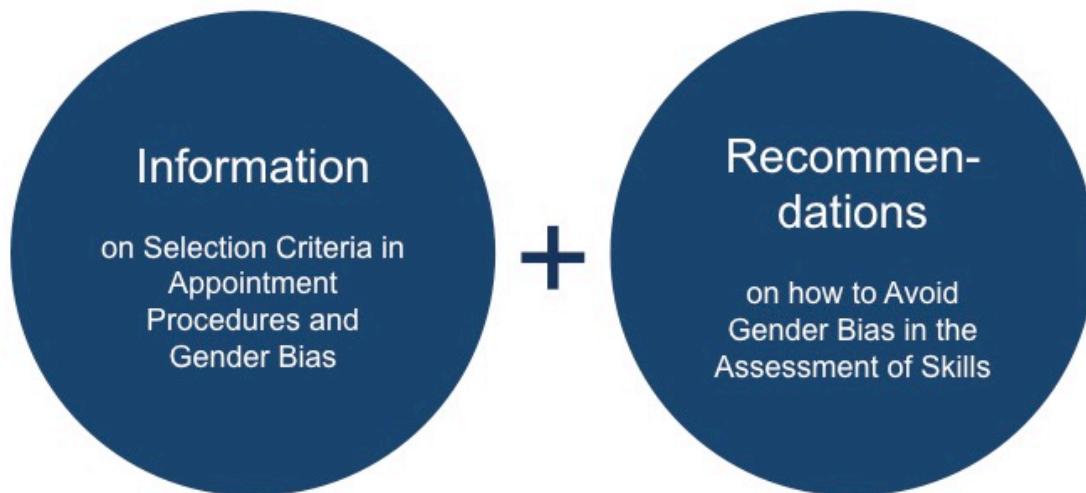 Information
on Selection Criteria in
Appointment
Procedures and
Gender Bias
+
Recommen-
dations
on how to Avoid
Gender Bias in the
Assessment of Skills